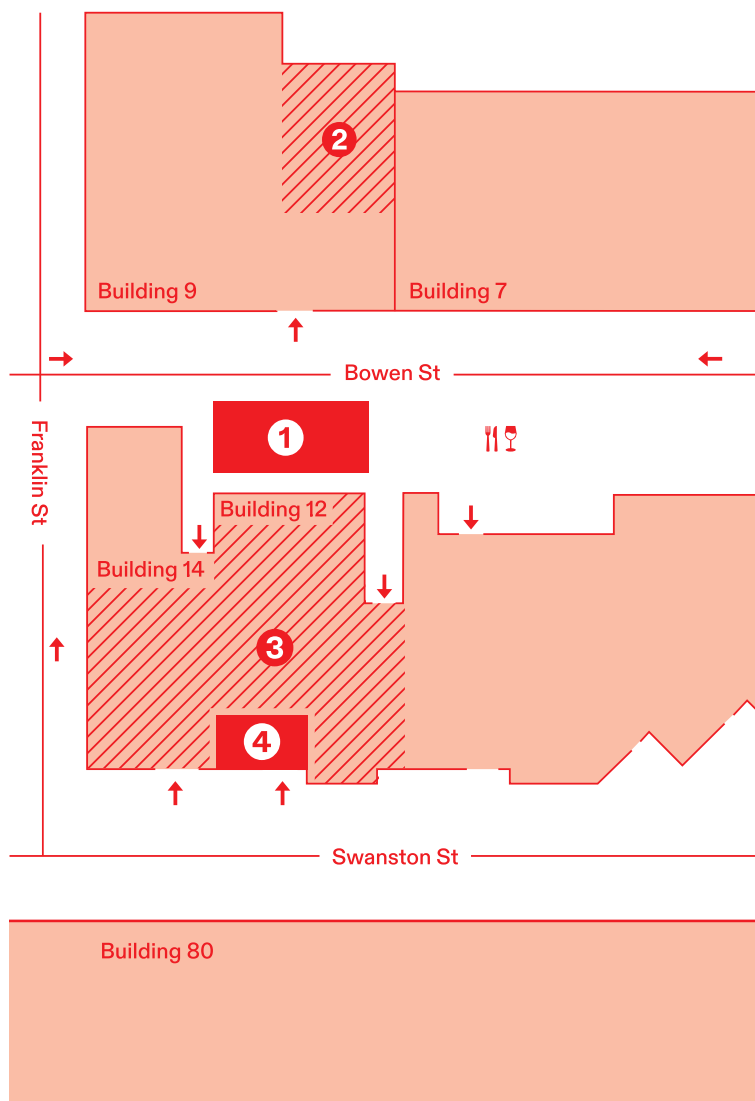 2
Building 9
Building 7
Bowen St
Franklin St
1
Building 12
Building 14
3
4
Swanston St
Building 80